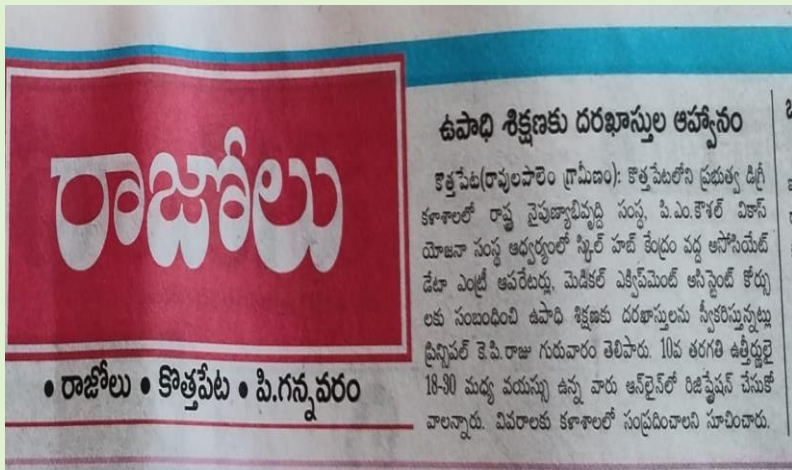 రాజోలు
• రాజోలు • కొత్తపేట • పి.గన్నవరం
ఉపాధి శిక్షణకు దరఖాస్తుల ఆహ్వానం
కొత్తపేట(రావులపాలెం గ్రామీణం): కొత్తపేటలోని ప్రభుత్వ డిగ్రీ
కళాశాలలో రాష్ట్ర నైపుణ్యాభివృద్ధి సంస్థ, పి.ఎం.కౌశల్ వికాస్
యోజనా సంస్థ ఆధ్వర్యంలో స్కిల్ హబ్ కేంద్రం వద్ద అసోసియేట్
డేటా ఎంట్రీ ఆపరేటర్లు, మెడికల్ ఎక్విప్‌మెంట్ అసిస్టెంట్ కోర్సు
లకు సంబంధించి ఉపాధి శిక్షణకు దరఖాస్తులను స్వీకరిస్తున్నట్లు
ప్రిన్సిపల్ కె.పి.రాజు గురువారం తెలిపారు. 10వ తరగతి ఉత్తీర్ణులై
18-30 మధ్య వయస్సు ఉన్న వారు ఆన్‌లైన్‌లో రిజిస్ట్రేషన్ చేసుకో
వాలన్నారు. వివరాలకు కళాశాలలో సంప్రదించాలని సూచించారు.